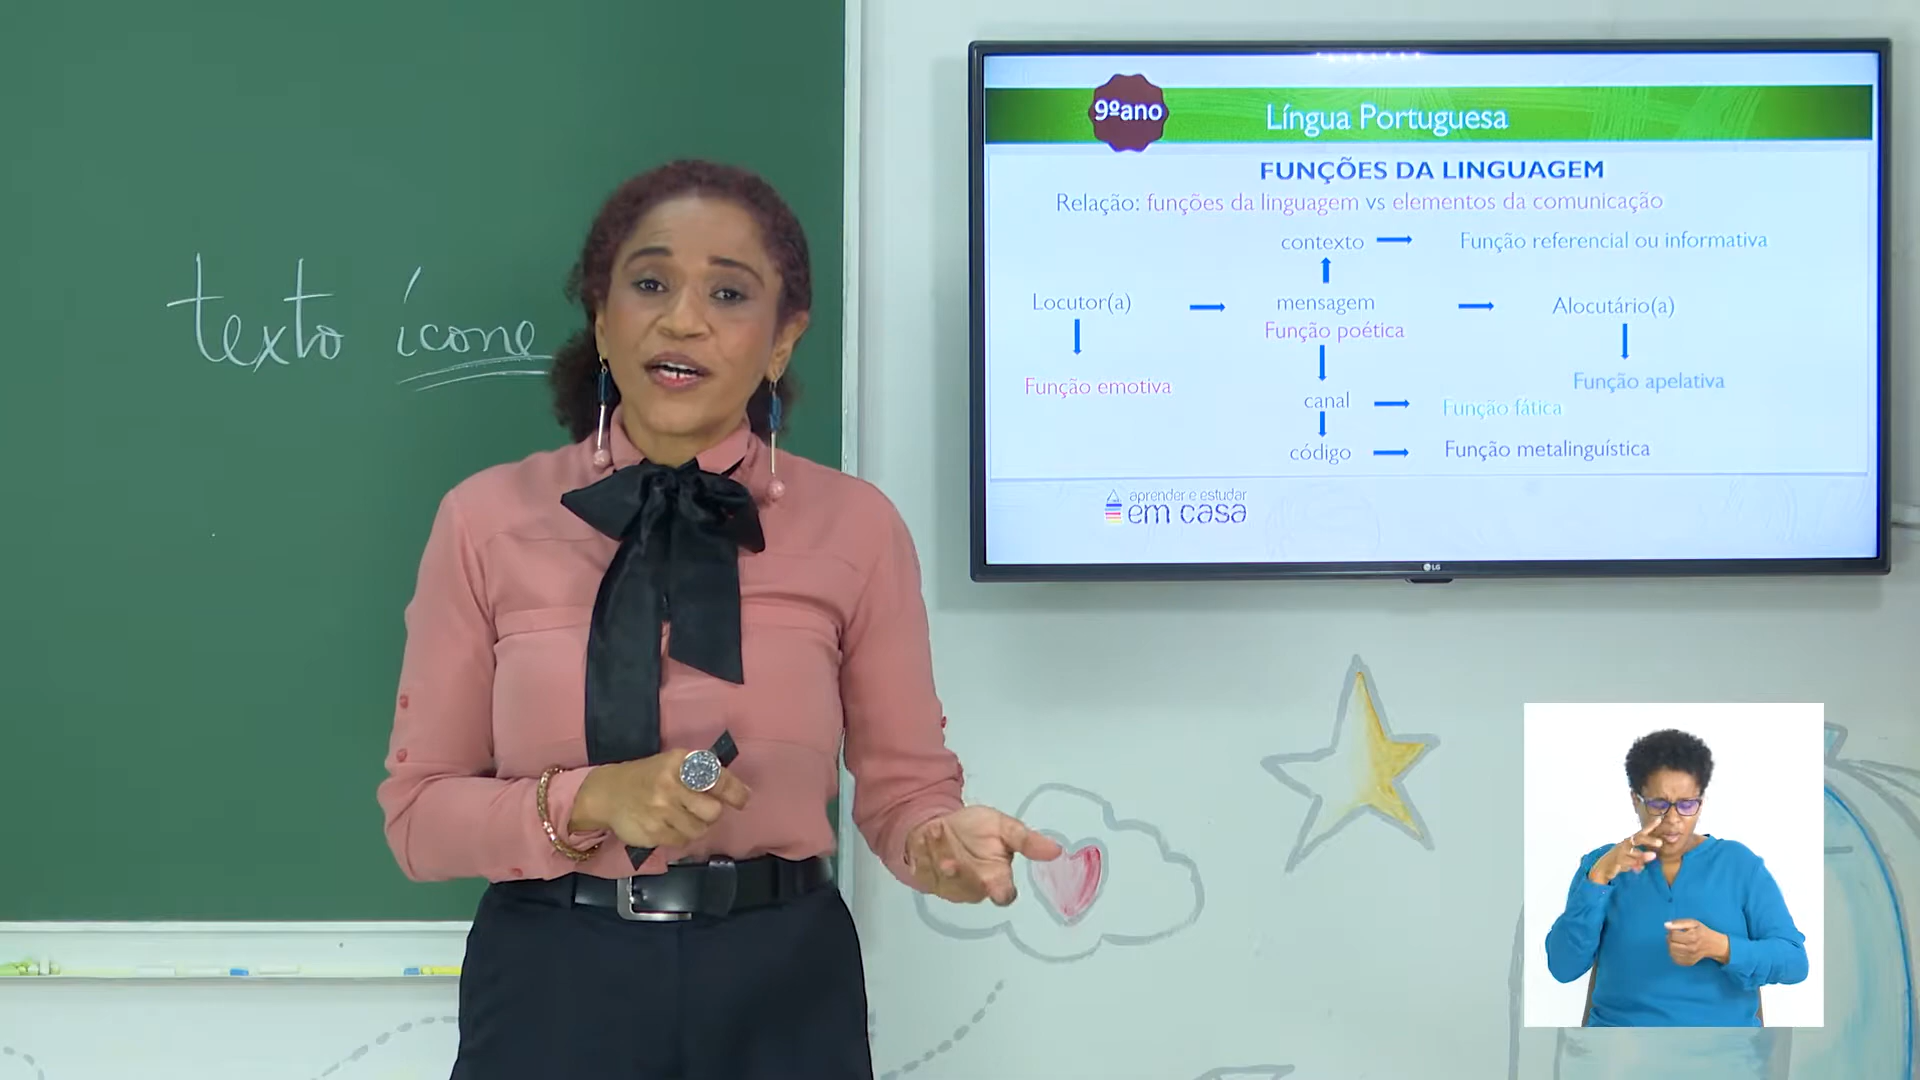 texto ícone
9ºano
Língua Portuguesa
FUNÇÕES DA LINGUAGEM
Relação: funções da linguagem vs elementos da comunicação
contexto Função referencial ou informativa
Locutor(a) mensagem Alocutário(a)
Função poética
Função emotiva Função apelativa
canal Função fática
código Função metalinguística
aprender e estudar
em casa
LG